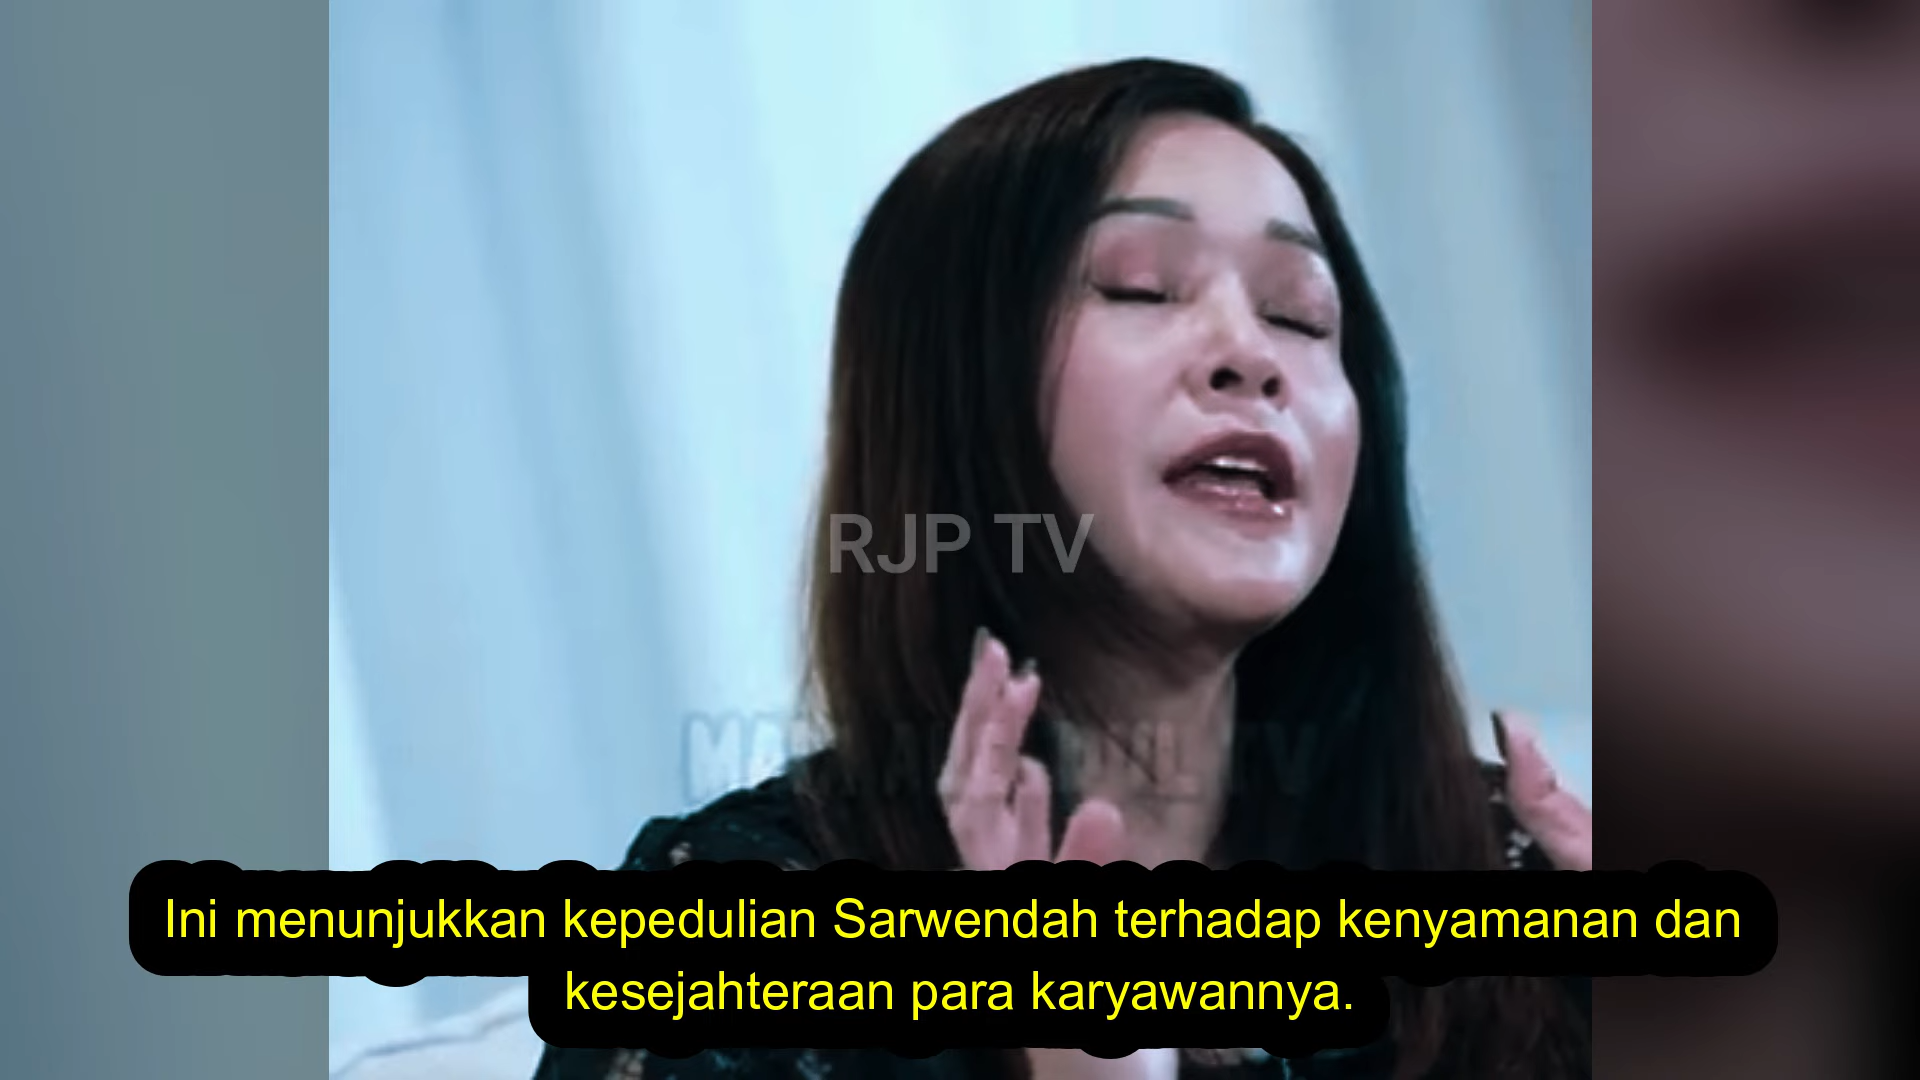 RJP TV
Ini menunjukkan kepedulian Sarwendah terhadap kenyamanan dan
kesejahteraan para karyawannya.